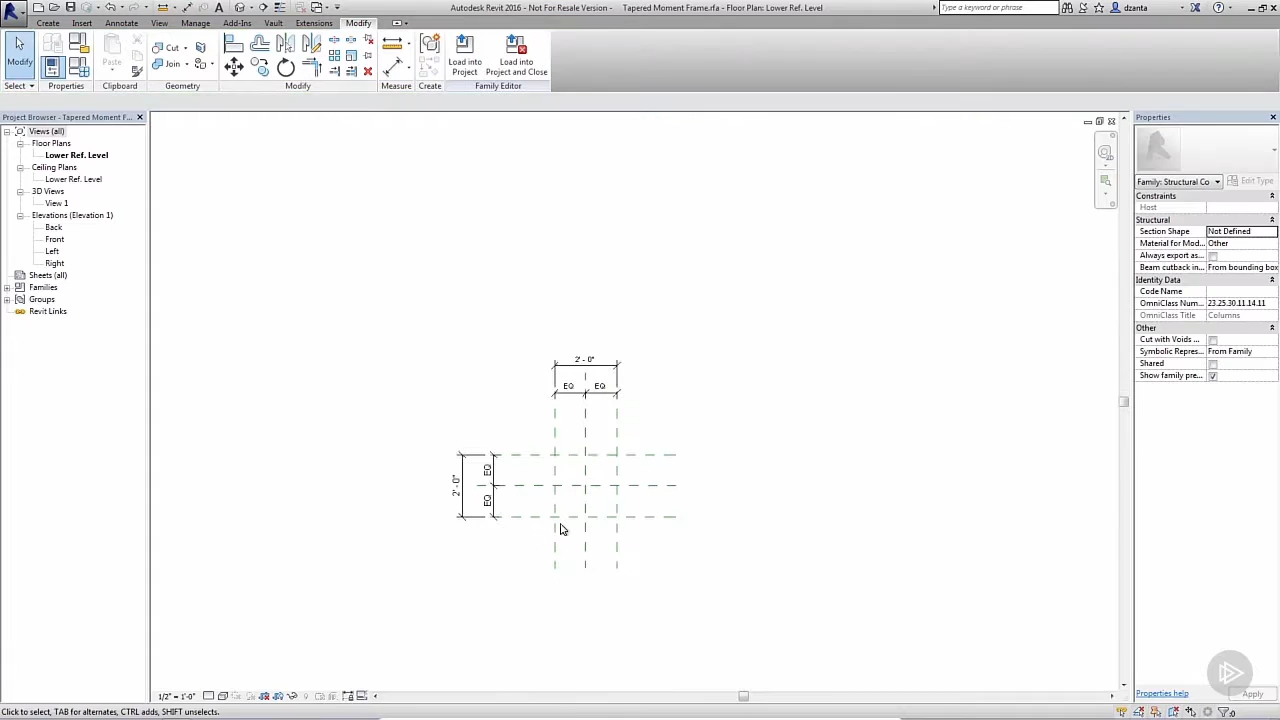 Autodesk Revit 2016 - Not For Resale Version - Tapered Moment Frame.rfa - Floor Plan: Lower Ref. Level
Type a keyword or phrase
dzanta
Create Insert Annotate View Manage Add-Ins Vault Extensions Modify
Modify
Paste
Cut
Join
Load into Project
Load into Project and Close
Select Properties Clipboard Geometry Modify Measure Create Family Editor
Project Browser - Tapered Moment F...
Views (all)
Floor Plans
Lower Ref. Level
Ceiling Plans
Lower Ref. Level
3D Views
View 1
Elevations (Elevation 1)
Back
Front
Left
Right
Sheets (all)
Families
Groups
Revit Links
2' - 0"
EQ EQ
2' - 0"
EQ
EQ
Properties
Family: Structural Co
Edit Type
Constraints
Host
Structural
Section Shape Not Defined
Material for Mod... Other
Always export as...
Beam cutback in... From bounding box
Identity Data
Code Name
OmniClass Num... 23.25.30.11.14.11
OmniClass Title Columns
Other
Cut with Voids ...
Symbolic Repres... From Family
Shared
Show family pre...
Properties help
Apply
1/2" = 1'-0"
Click to select, TAB for alternates, CTRL adds, SHIFT unselects.
:0